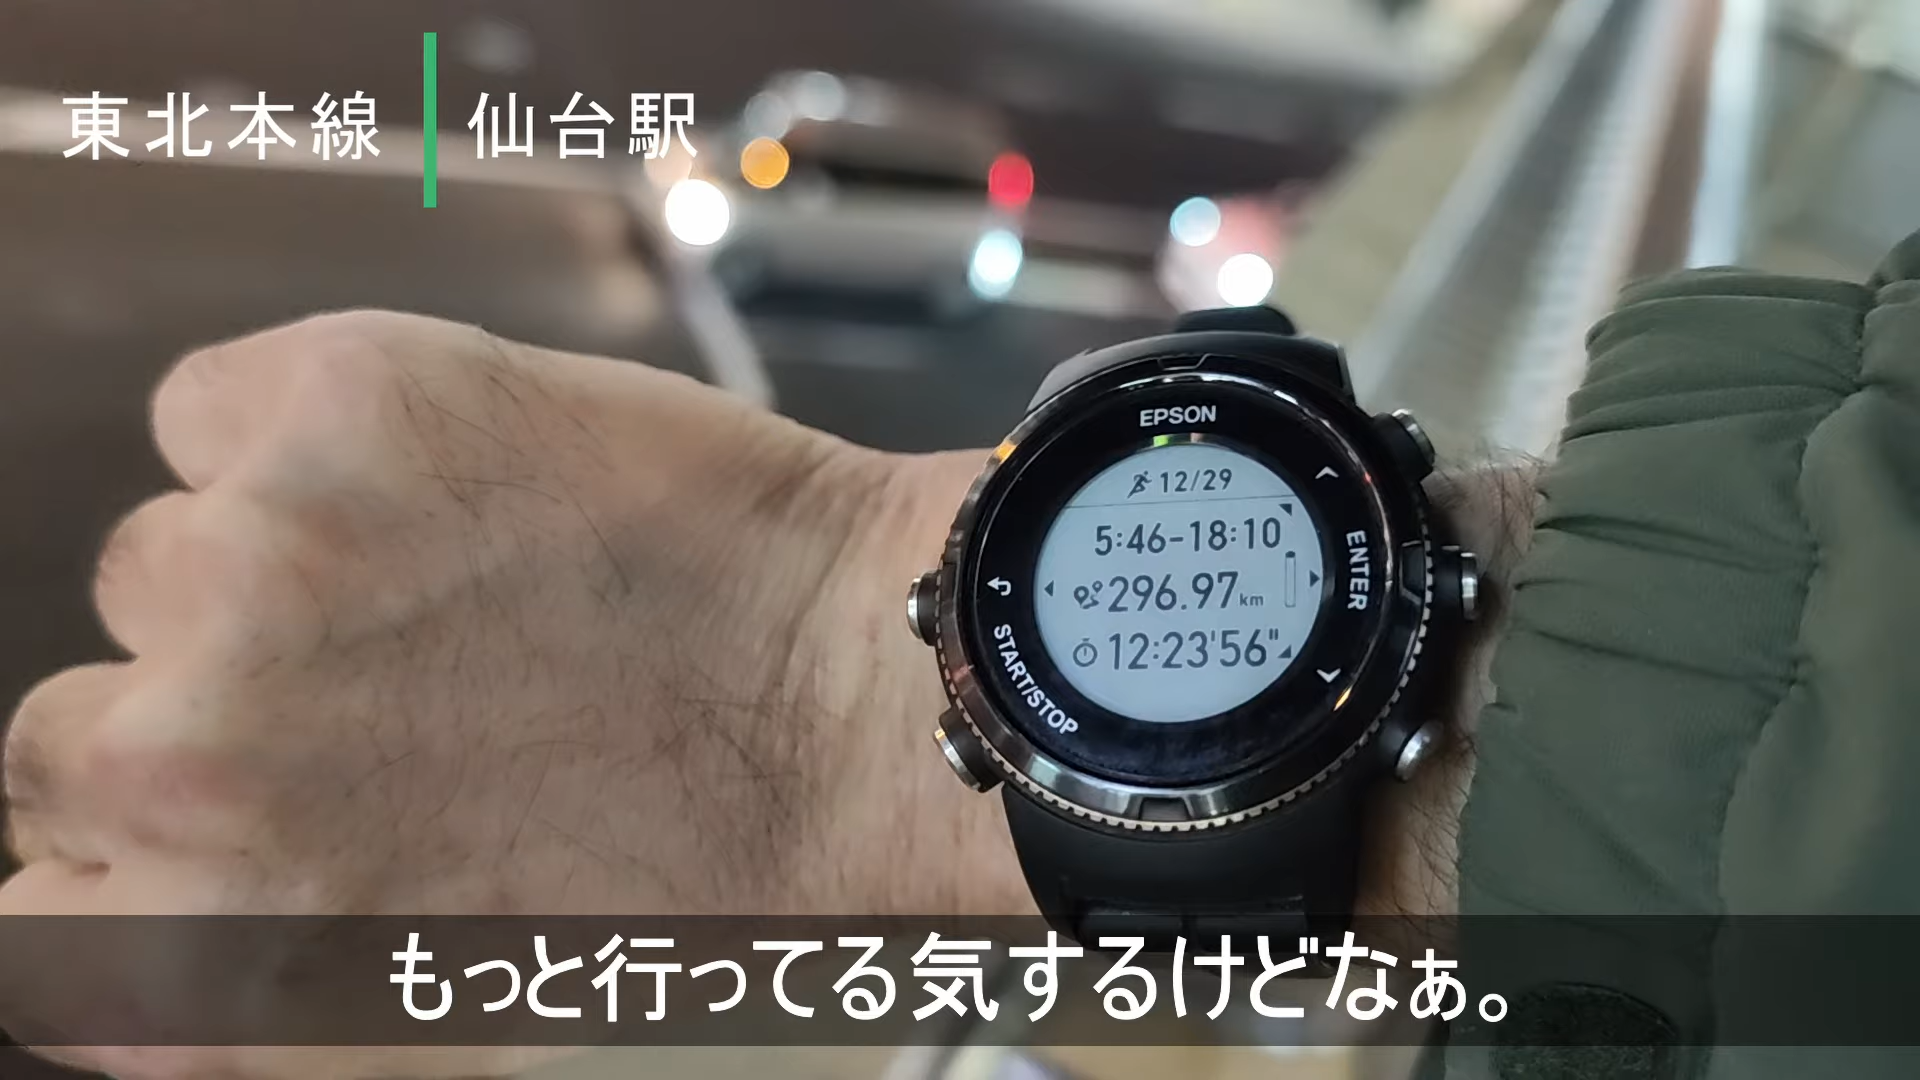 東北本線 仙台駅
EPSON
12/29
5:46-18:10
296.97km
12:23'56"
ENTER
START/STOP
もっと行ってる気するけどなぁ。